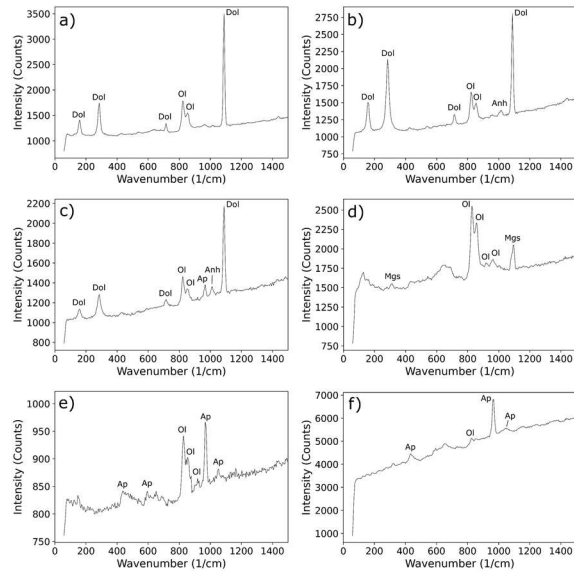 a)
Dol
Dol
Dol
Dol
Ol
Ol
3500
3000
2500
2000
1500
1000
0 200 400 600 800 1000 1200 1400
Wavenumber (1/cm)
Intensity (Counts)
b)
Dol
Dol
Dol
Dol
Ol
Ol
Anh
2750
2500
2250
2000
1750
1500
1250
1000
750
0 200 400 600 800 1000 1200 1400
Wavenumber (1/cm)
Intensity (Counts)
c)
Dol
Dol
Dol
Dol
Ol
Ol
Ap
Anh
2200
2000
1800
1600
1400
1200
1000
800
0 200 400 600 800 1000 1200 1400
Wavenumber (1/cm)
Intensity (Counts)
d)
Ol
Ol
Ol
Ol
Mgs
Mgs
2500
2250
2000
1750
1500
1250
1000
750
0 200 400 600 800 1000 1200 1400
Wavenumber (1/cm)
Intensity (Counts)
e)
Ap
Ap
Ol
Ol
Ol
Ap
Ap
1000
950
900
850
800
750
0 200 400 600 800 1000 1200 1400
Wavenumber (1/cm)
Intensity (Counts)
f)
Ap
Ap
Ap
Ol
7000
6000
5000
4000
3000
2000
1000
0 200 400 600 800 1000 1200 1400
Wavenumber (1/cm)
Intensity (Counts)